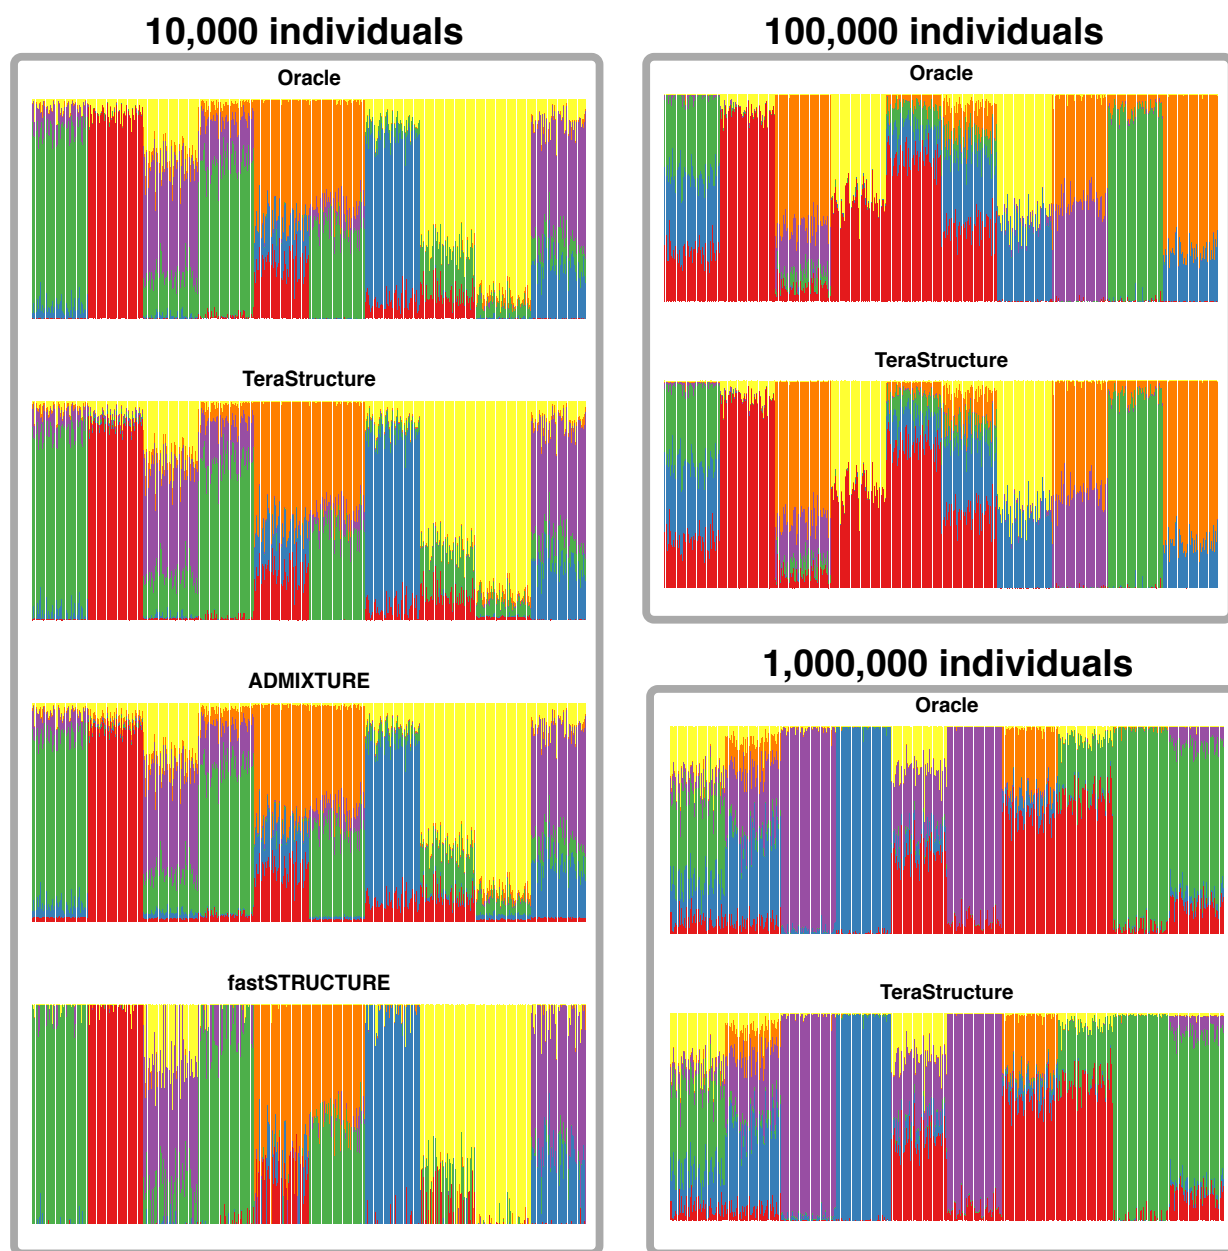 10,000 individuals
Oracle
TeraStructure
ADMIXTURE
fastSTRUCTURE
100,000 individuals
Oracle
TeraStructure
1,000,000 individuals
Oracle
TeraStructure